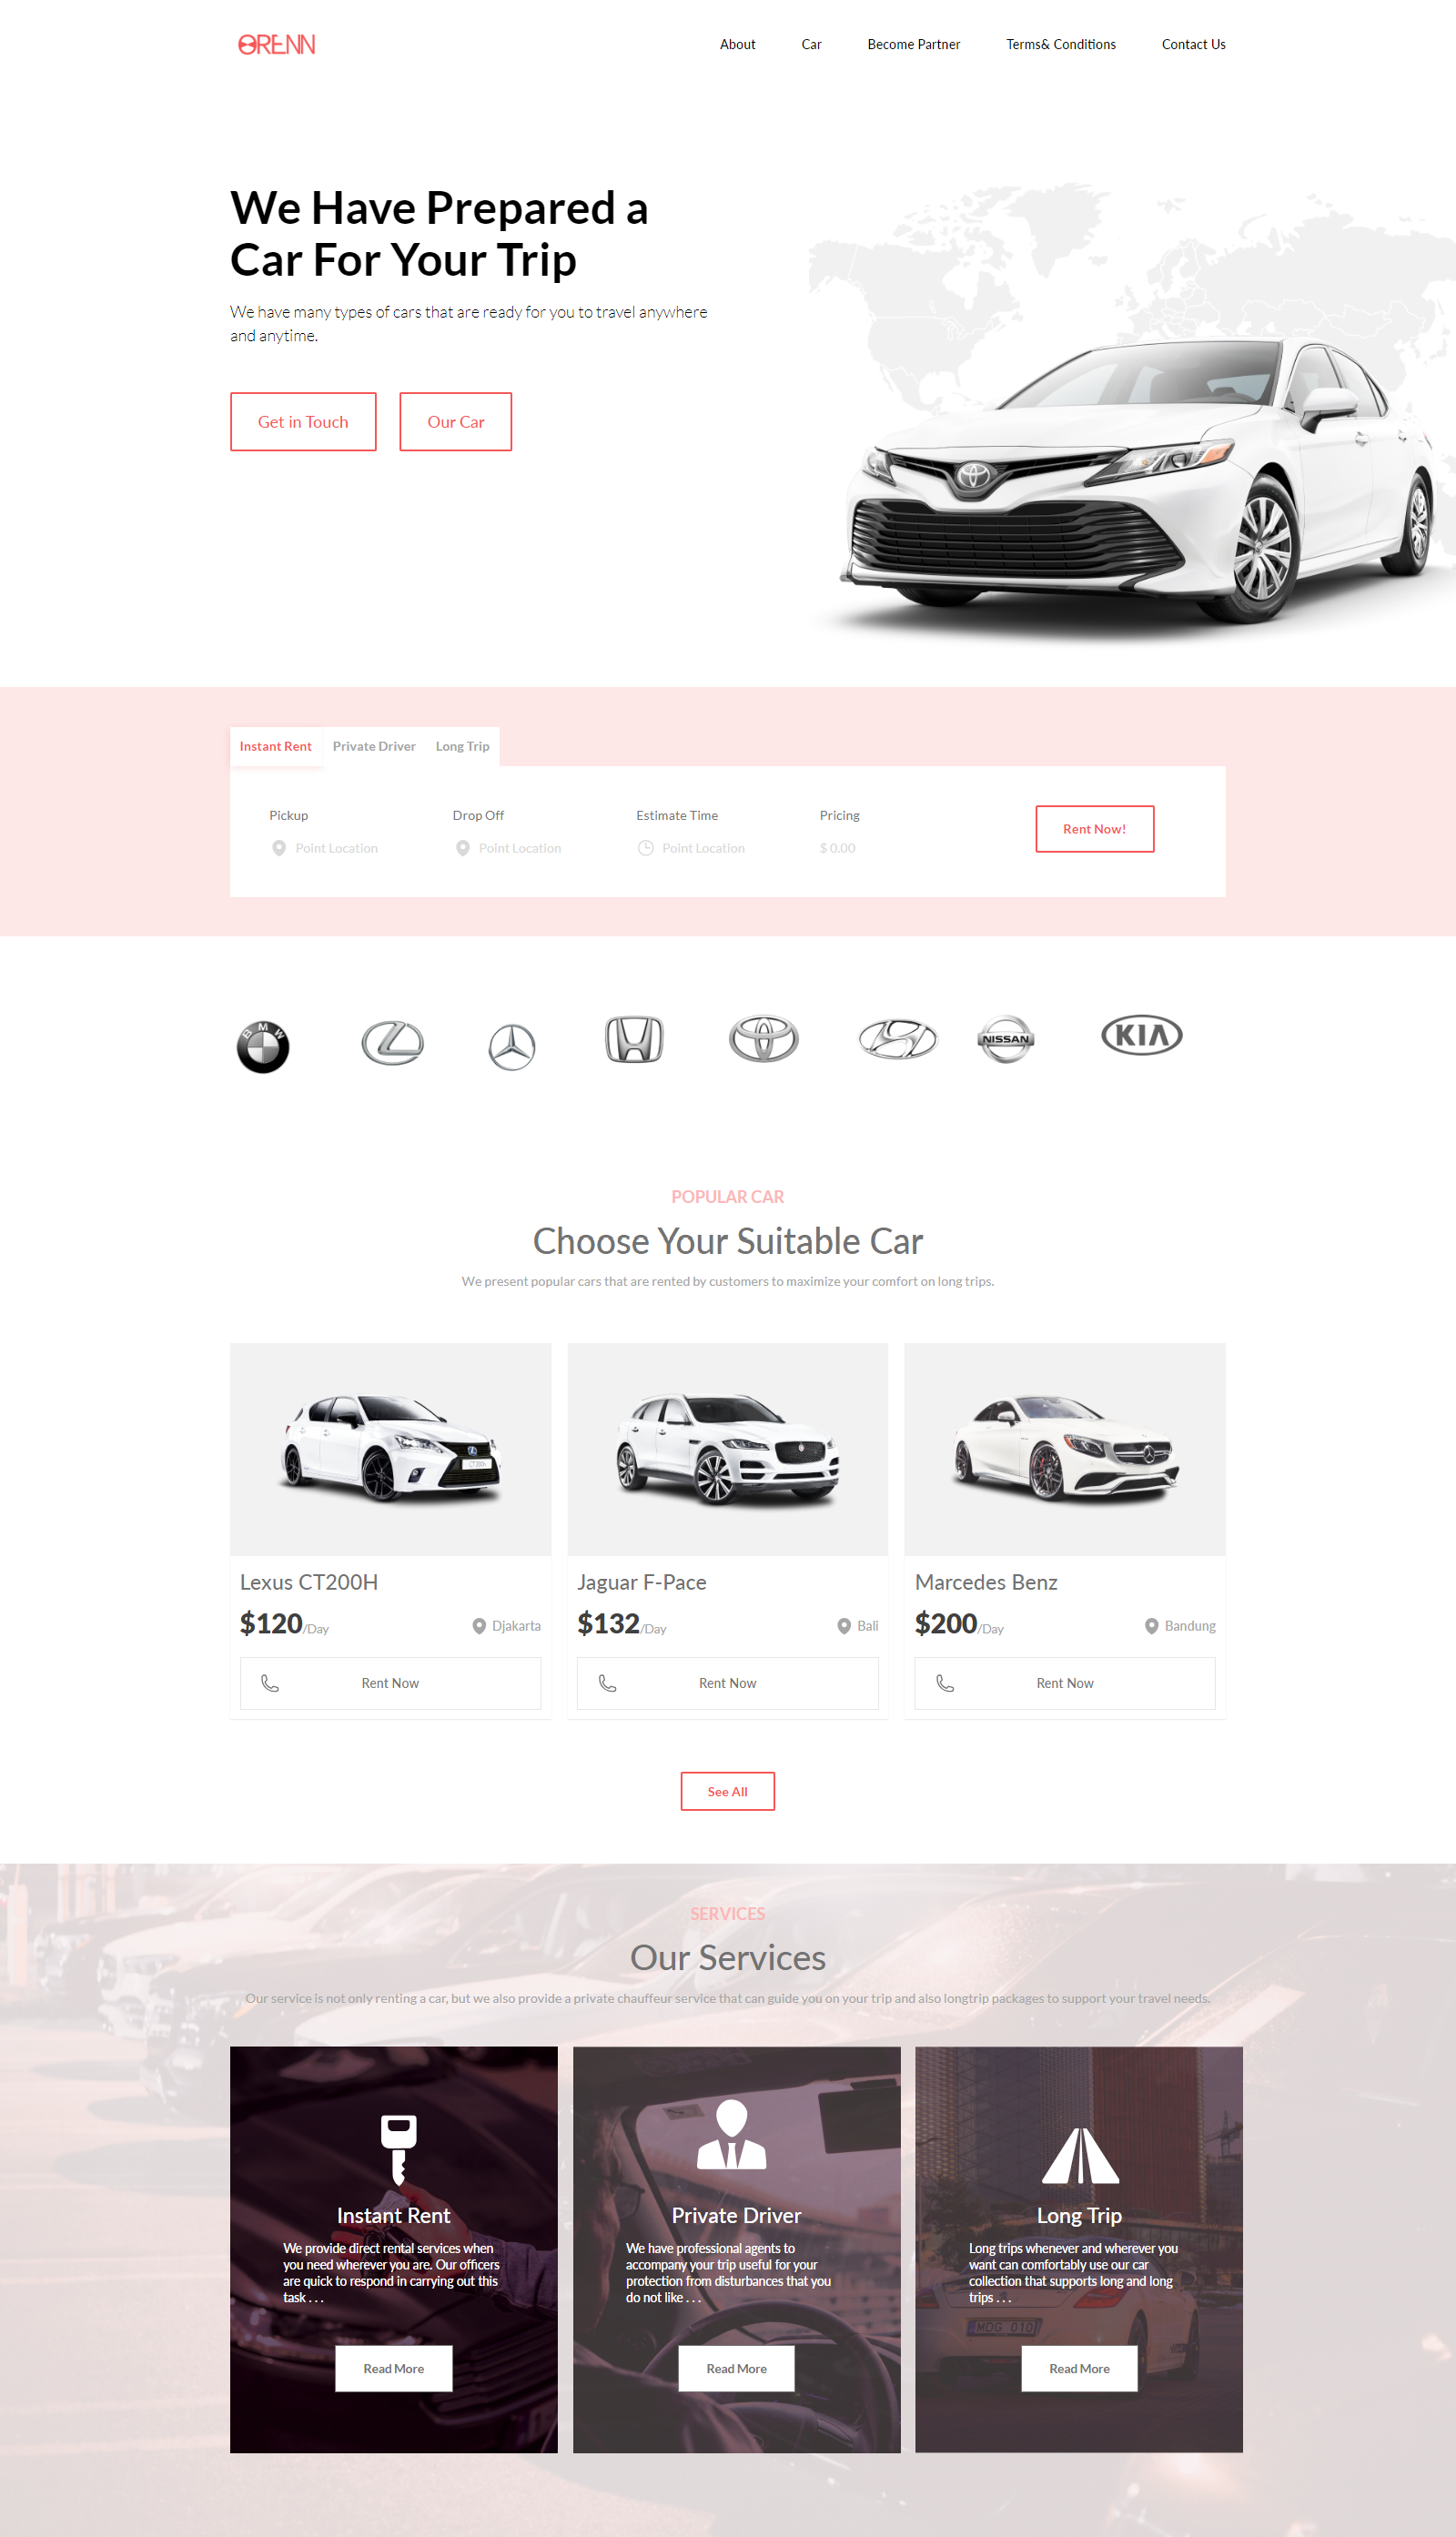 ORENN
About Car Become Partner Terms& Conditions Contact Us
We Have Prepared a
Car For Your Trip
We have many types of cars that are ready for you to travel anywhere
and anytime.
Get in Touch Our Car
Instant Rent Private Driver Long Trip
Pickup Drop Off Estimate Time Pricing
Rent Now!
Point Location Point Location Point Location $ 0.00
BMW NISSAN KIA
POPULAR CAR
Choose Your Suitable Car
We present popular cars that are rented by customers to maximize your comfort on long trips.
CT200h
Lexus CT200H
$120/Day Djakarta
Rent Now
Jaguar F-Pace
$132/Day Bali
Rent Now
Marcedes Benz
$200/Day Bandung
Rent Now
See All
SERVICES
Our Services
Our service is not only renting a car, but we also provide a private chauffeur service that can guide you on your trip and also longtrip packages to support your travel needs.
Instant Rent
We provide direct rental services when
you need wherever you are. Our officers
are quick to respond in carrying out this
task . . .
Read More
Private Driver
We have professional agents to
accompany your trip useful for your
protection from disturbances that you
do not like . . .
Read More
Long Trip
Long trips whenever and wherever you
want can comfortably use our car
collection that supports long and long
trips . . .
MDG 010
Read More